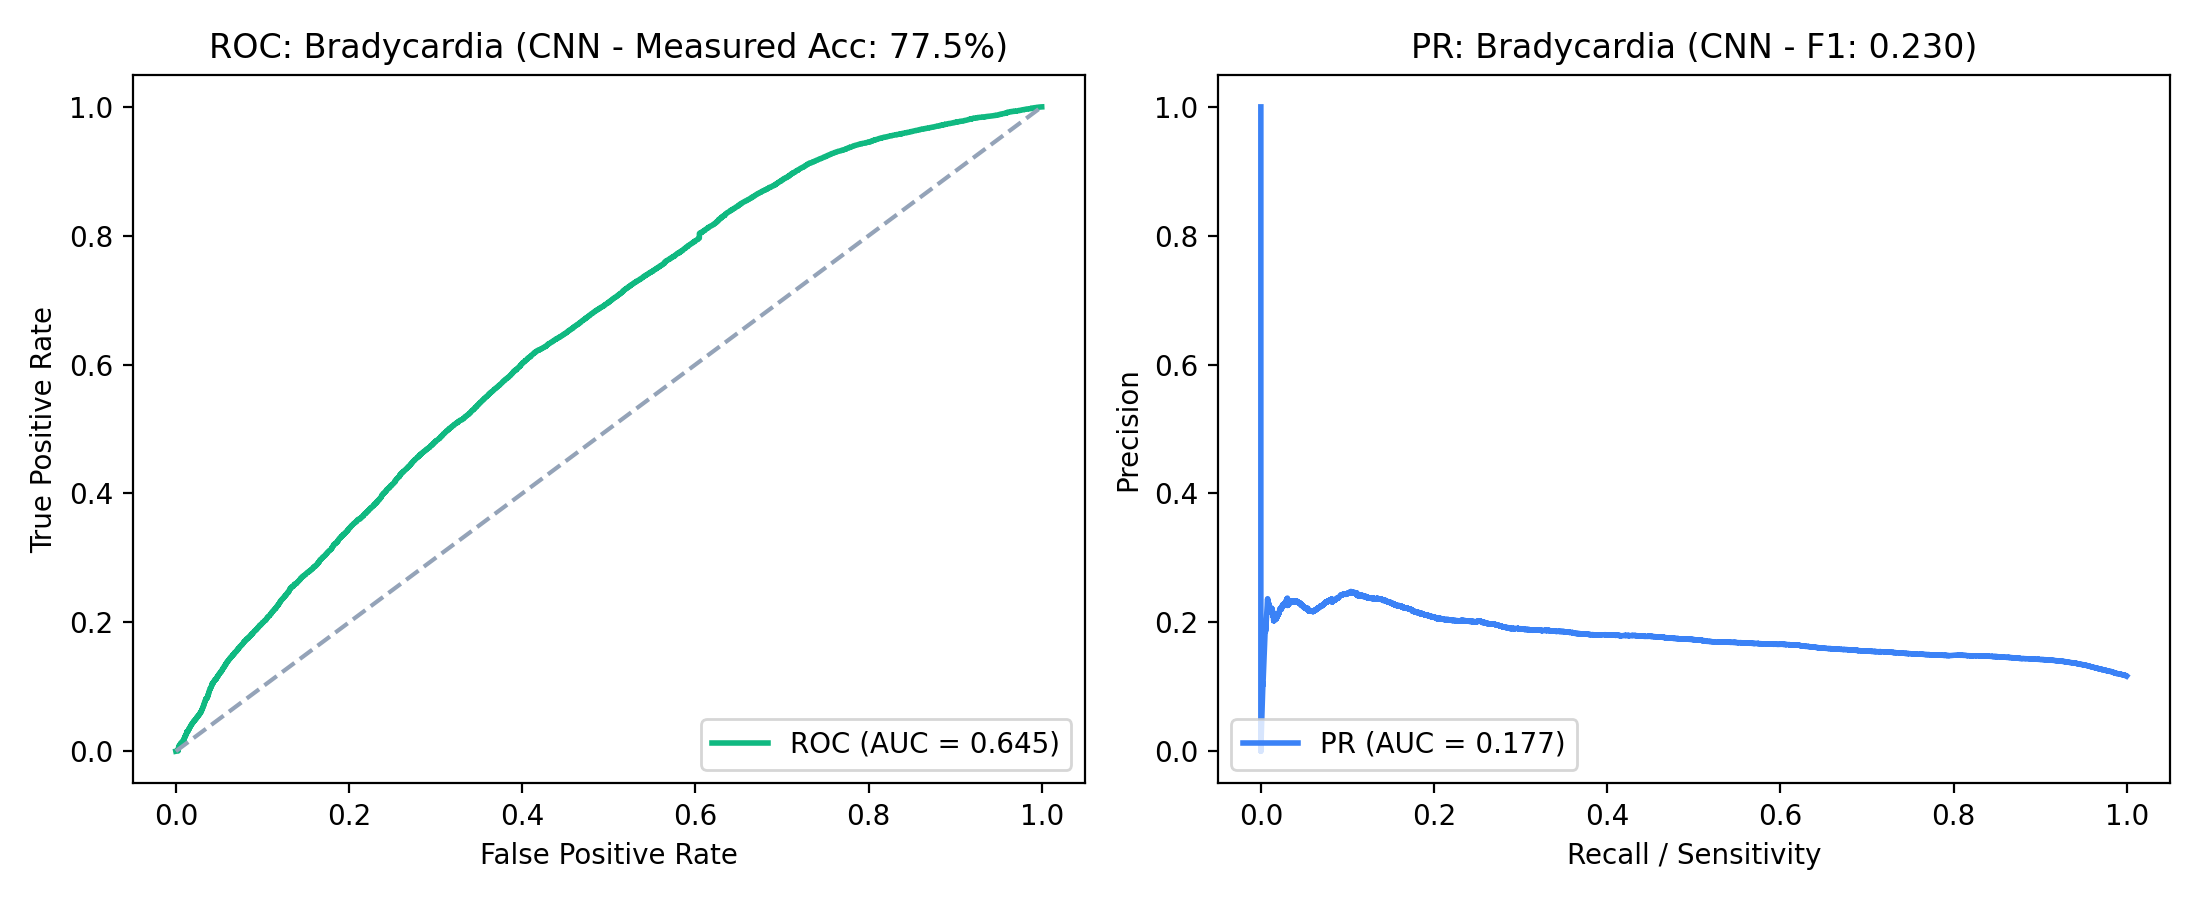 ROC: Bradycardia (CNN - Measured Acc: 77.5%)
True Positive Rate
1.0
0.8
0.6
0.4
0.2
0.0
ROC (AUC = 0.645)
0.0 0.2 0.4 0.6 0.8 1.0
False Positive Rate
PR: Bradycardia (CNN - F1: 0.230)
Precision
1.0
0.8
0.6
0.4
0.2
0.0
PR (AUC = 0.177)
0.0 0.2 0.4 0.6 0.8 1.0
Recall / Sensitivity